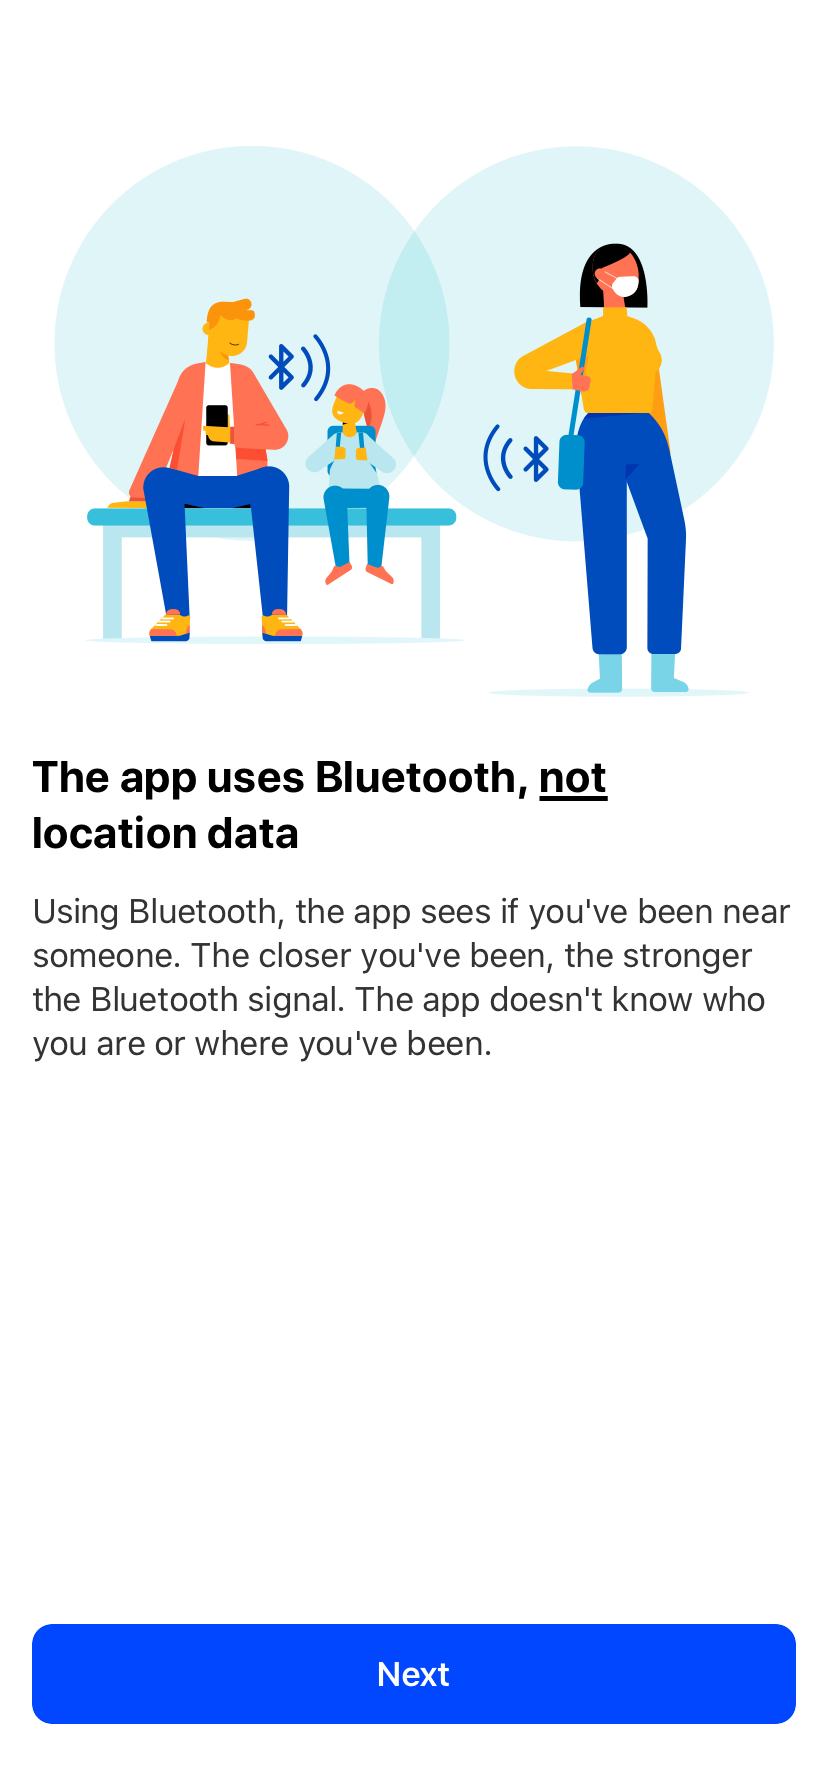 The app uses Bluetooth, not
location data
Using Bluetooth, the app sees if you've been near
someone. The closer you've been, the stronger
the Bluetooth signal. The app doesn't know who
you are or where you've been.
Next